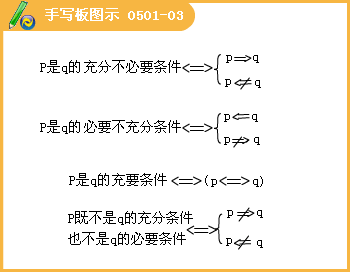 手写板图示 0501-03
P是q的充分不必要条件<=>{p=>q
p<≠q
P是q的必要不充分条件<=>{p<=q
p≠>q
P是q的充要条件<=>(p<=>q)
P既不是q的充分条件
也不是q的必要条件<=>{p≠>q
p<≠q